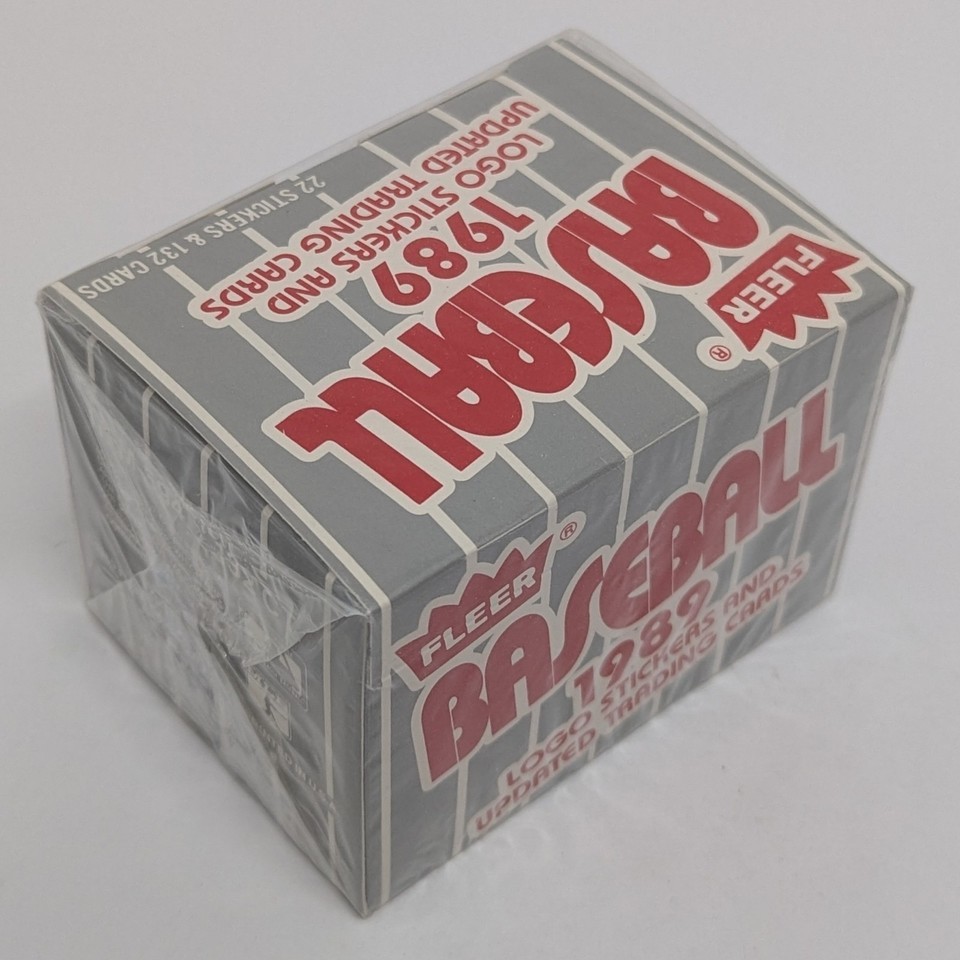 FLEER
®
BASEBALL
1989
LOGO STICKERS AND
UPDATED TRADING CARDS
22 STICKERS & 132 CARDS
FLEER®
BASEBALL
1989
LOGO STICKERS AND
UPDATED TRADING CARDS